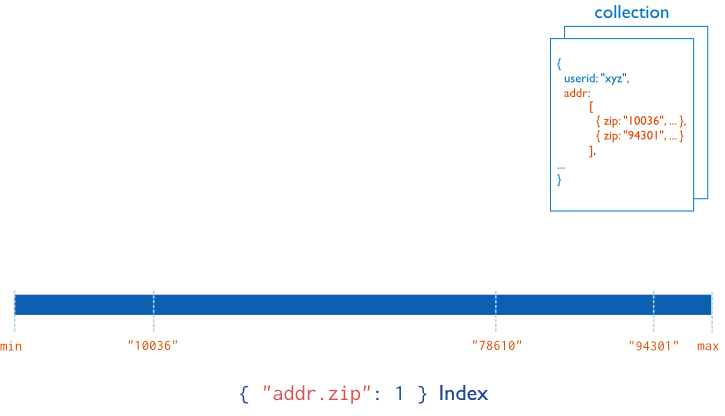 collection
{
userid: "xyz",
addr:
[
{ zip: "10036", ... },
{ zip: "94301", ... }
],
...
}
min "10036" "78610" "94301" max
{ "addr.zip": 1 } Index